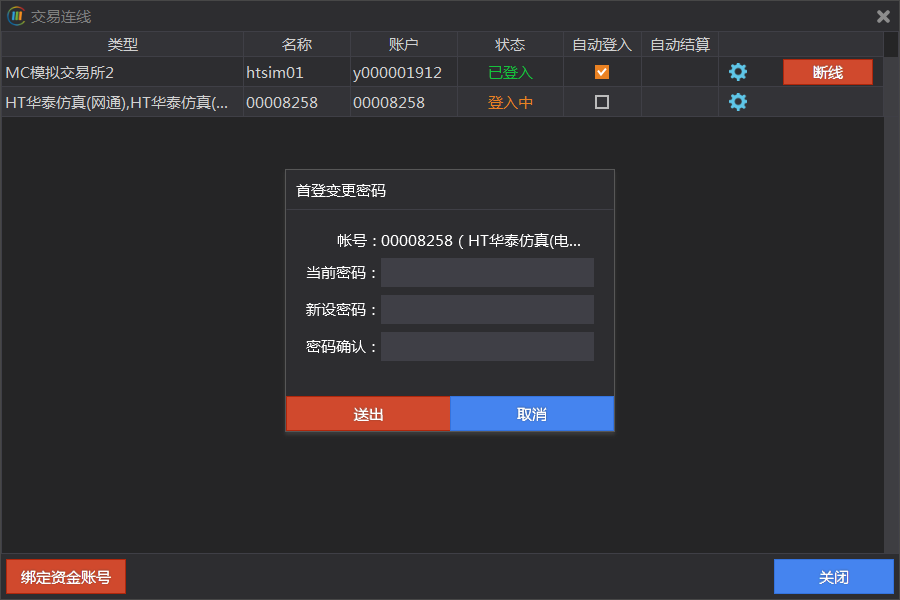 交易连线
类型 名称 账户 状态 自动登入 自动结算
MC模拟交易所2 htsim01 y000001912 已登入 断线
HT华泰仿真(网通),HT华泰仿真(... 00008258 00008258 登入中
首登变更密码
帐号：00008258（HT华泰仿真(电...
当前密码：
新设密码：
密码确认：
送出 取消
绑定资金账号 关闭